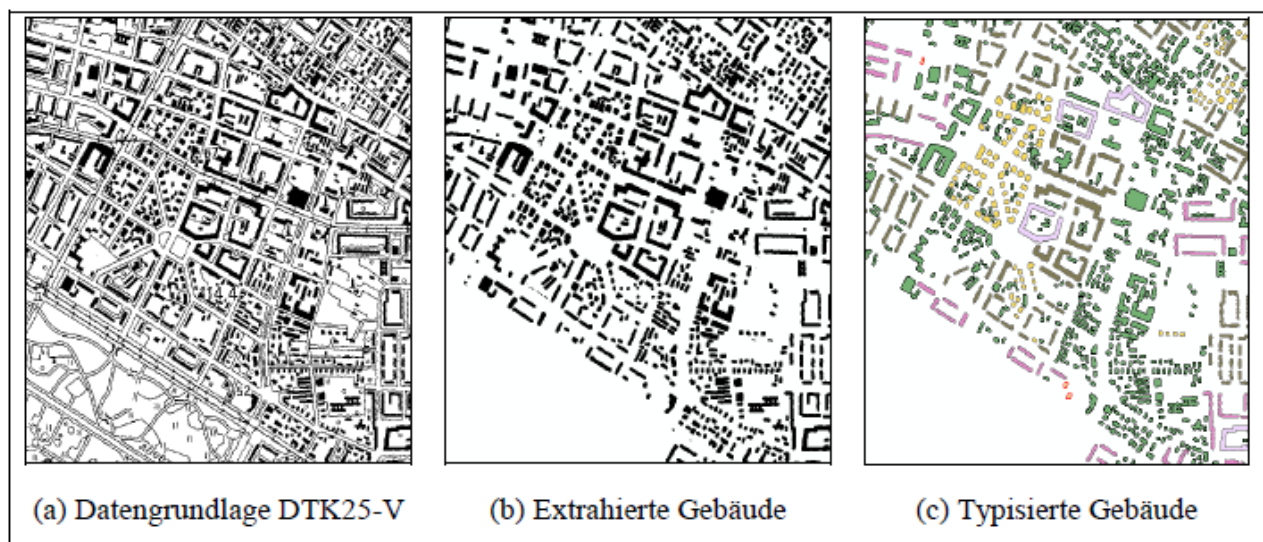 (a) Datengrundlage DTK25-V
(b) Extrahierte Gebäude
(c) Typisierte Gebäude